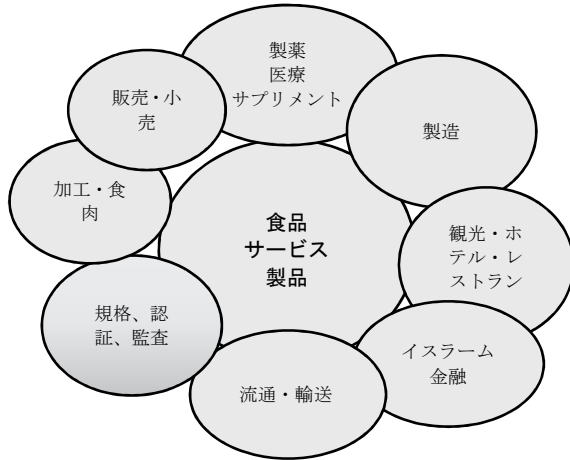 製薬
医療
サプリメント
販売・小
売
製造
加工・食
肉
食品
サービス
製品
観光・ホ
テル・レ
ストラン
規格、認
証、監査
イスラーム
金融
流通・輸送